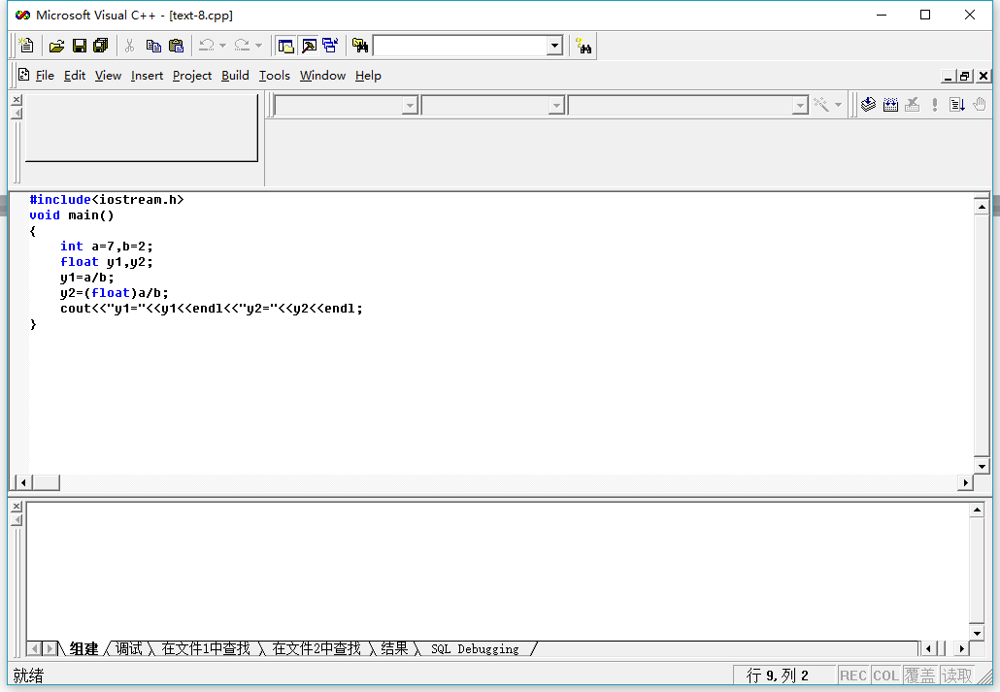 Microsoft Visual C++ - [text-8.cpp]
File Edit View Insert Project Build Tools Window Help
#include<iostream.h>
void main()
{
    int a=7,b=2;
    float y1,y2;
    y1=a/b;
    y2=(float)a/b;
    cout<<"y1="<<y1<<endl<<"y2="<<y2<<endl;
}
组建 调试 在文件1中查找 在文件2中查找 结果 SQL Debugging
就绪 行 9,列 2 REC COL 覆盖 读取